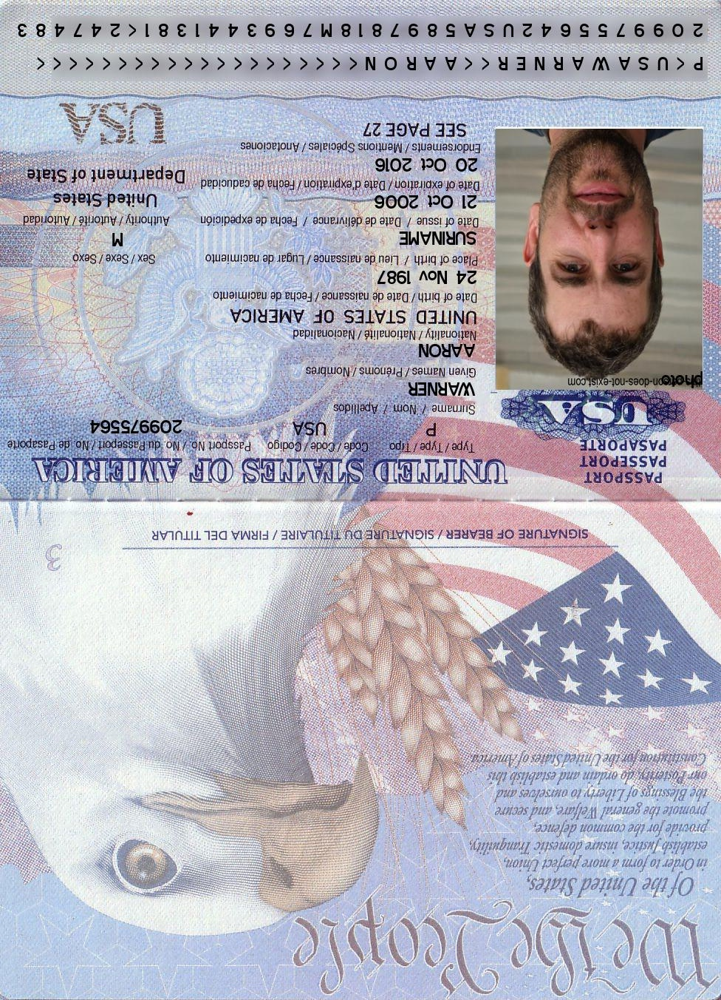 We the People
Of the United States,
in Order to form a more perfect Union,
establish Justice, insure domestic Tranquility,
provide for the common defence,
promote the general Welfare, and secure
the Blessings of Liberty to ourselves and
our Posterity, do ordain and establish this
Constitution for the United States of America.
SIGNATURE OF BEARER / SIGNATURE DU TITULAIRE / FIRMA DEL TITULAR
3
PASSPORT
PASSEPORT
PASAPORTE
UNITED STATES OF AMERICA
USA
Type / Type / Tipo
Code / Code / Codigo
Passport No / No. du Passeport / No. de Pasaporte
P
USA
209975564
Surname / Nom / Apellidos
WARNER
Given Names / Prénoms / Nombres
AARON
Nationality / Nationalité / Nacionalidad
UNITED STATES OF AMERICA
Date of birth / Date de naissance / Fecha de nacimiento
24 Nov 1987
Place of birth / Lieu de naissance / Lugar de nacimiento
SURINAME
Sex / Sexe / Sexo
M
Date of issue / Date de délivrance / Fecha de expedición
21 Oct 2006
Authority / Autorité / Autoridad
United States
Department of State
Date of expiration / Date d'expiration / Fecha de caducidad
20 Oct 2016
Endorsements / Mentions Spéciales / Anotaciones
SEE PAGE 27
USA
photo
-does-not-exist.com
P<USAWARNER<<AARON<<<<<<<<<<<<<<<<<<<<
2099755642USA5897818M7693441381<247483